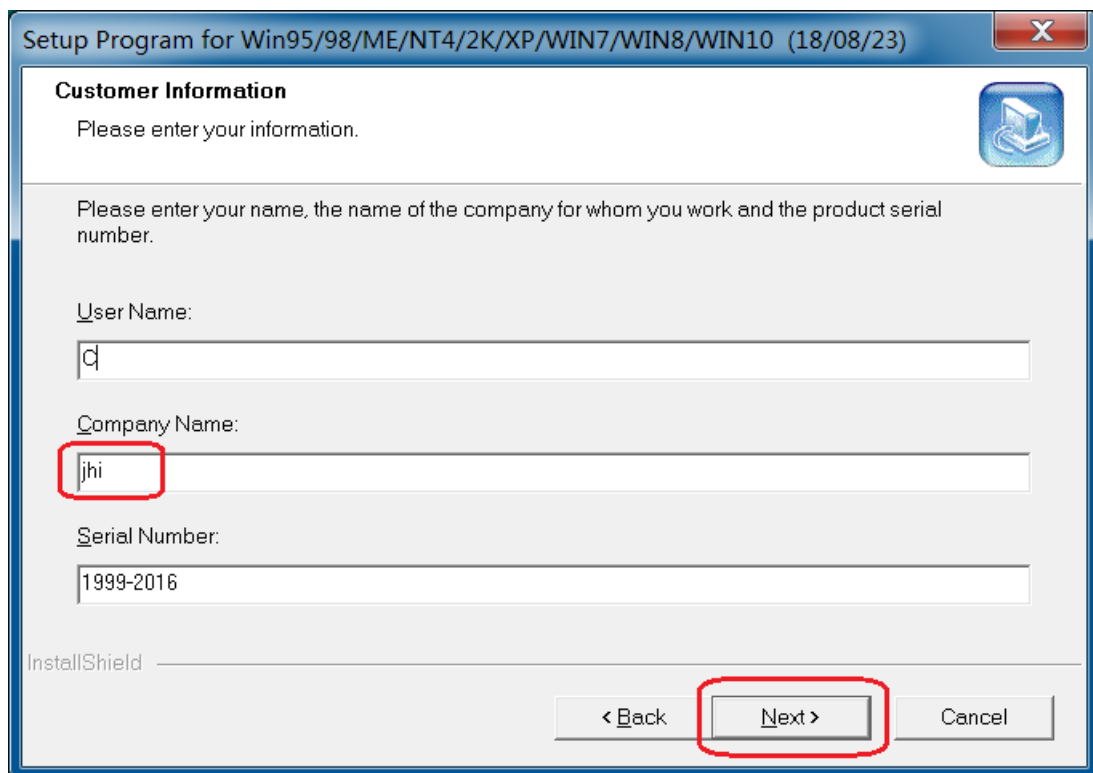 Setup Program for Win95/98/ME/NT4/2K/XP/WIN7/WIN8/WIN10 (18/08/23)
X
Customer Information
Please enter your information.
Please enter your name, the name of the company for whom you work and the product serial
number.
User Name:
C
Company Name:
jhi
Serial Number:
1999-2016
InstallShield
< Back Next > Cancel